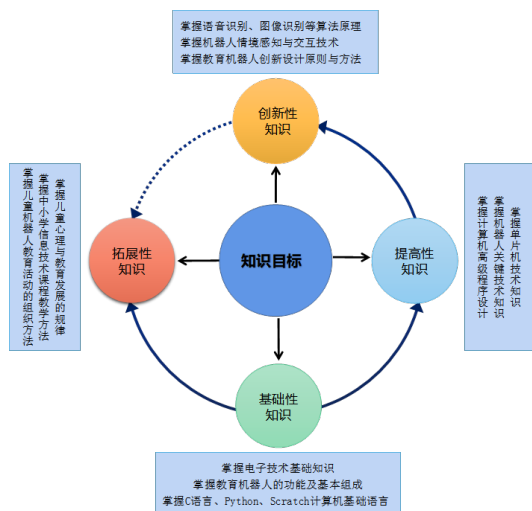 掌握语音识别、图像识别等算法原理
掌握机器人情境感知与交互技术
掌握教育机器人创新设计原则与方法
创新性
知识
掌握儿童心理与教育发展的规律
掌握中小学信息技术课程教学方法
掌握儿童机器人教育活动的组织方法
拓展性
知识
知识目标
提高性
知识
掌握单片机技术知识
掌握机器人关键技术知识
掌握计算机高级程序设计
基础性
知识
掌握电子技术基础知识
掌握教育机器人的功能及基本组成
掌握C语言、Python、Scratch计算机基础语言